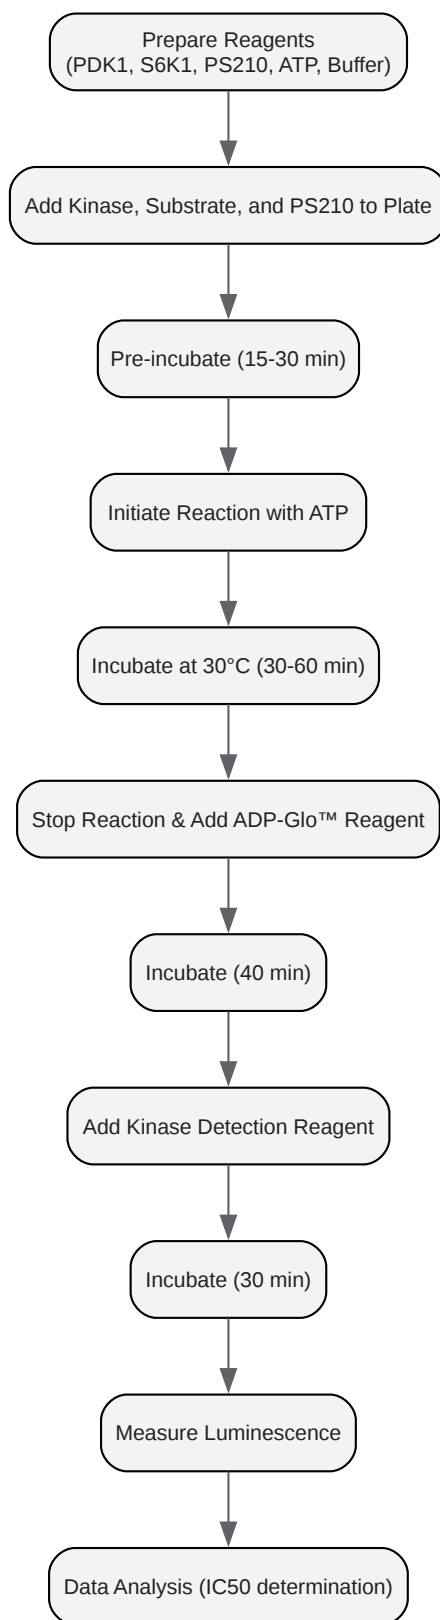 Prepare Reagents
(PDK1, S6K1, PS210, ATP, Buffer)
Add Kinase, Substrate, and PS210 to Plate
Pre-incubate (15-30 min)
Initiate Reaction with ATP
Incubate at 30°C (30-60 min)
Stop Reaction & Add ADP-Glo™ Reagent
Incubate (40 min)
Add Kinase Detection Reagent
Incubate (30 min)
Measure Luminescence
Data Analysis (IC50 determination)